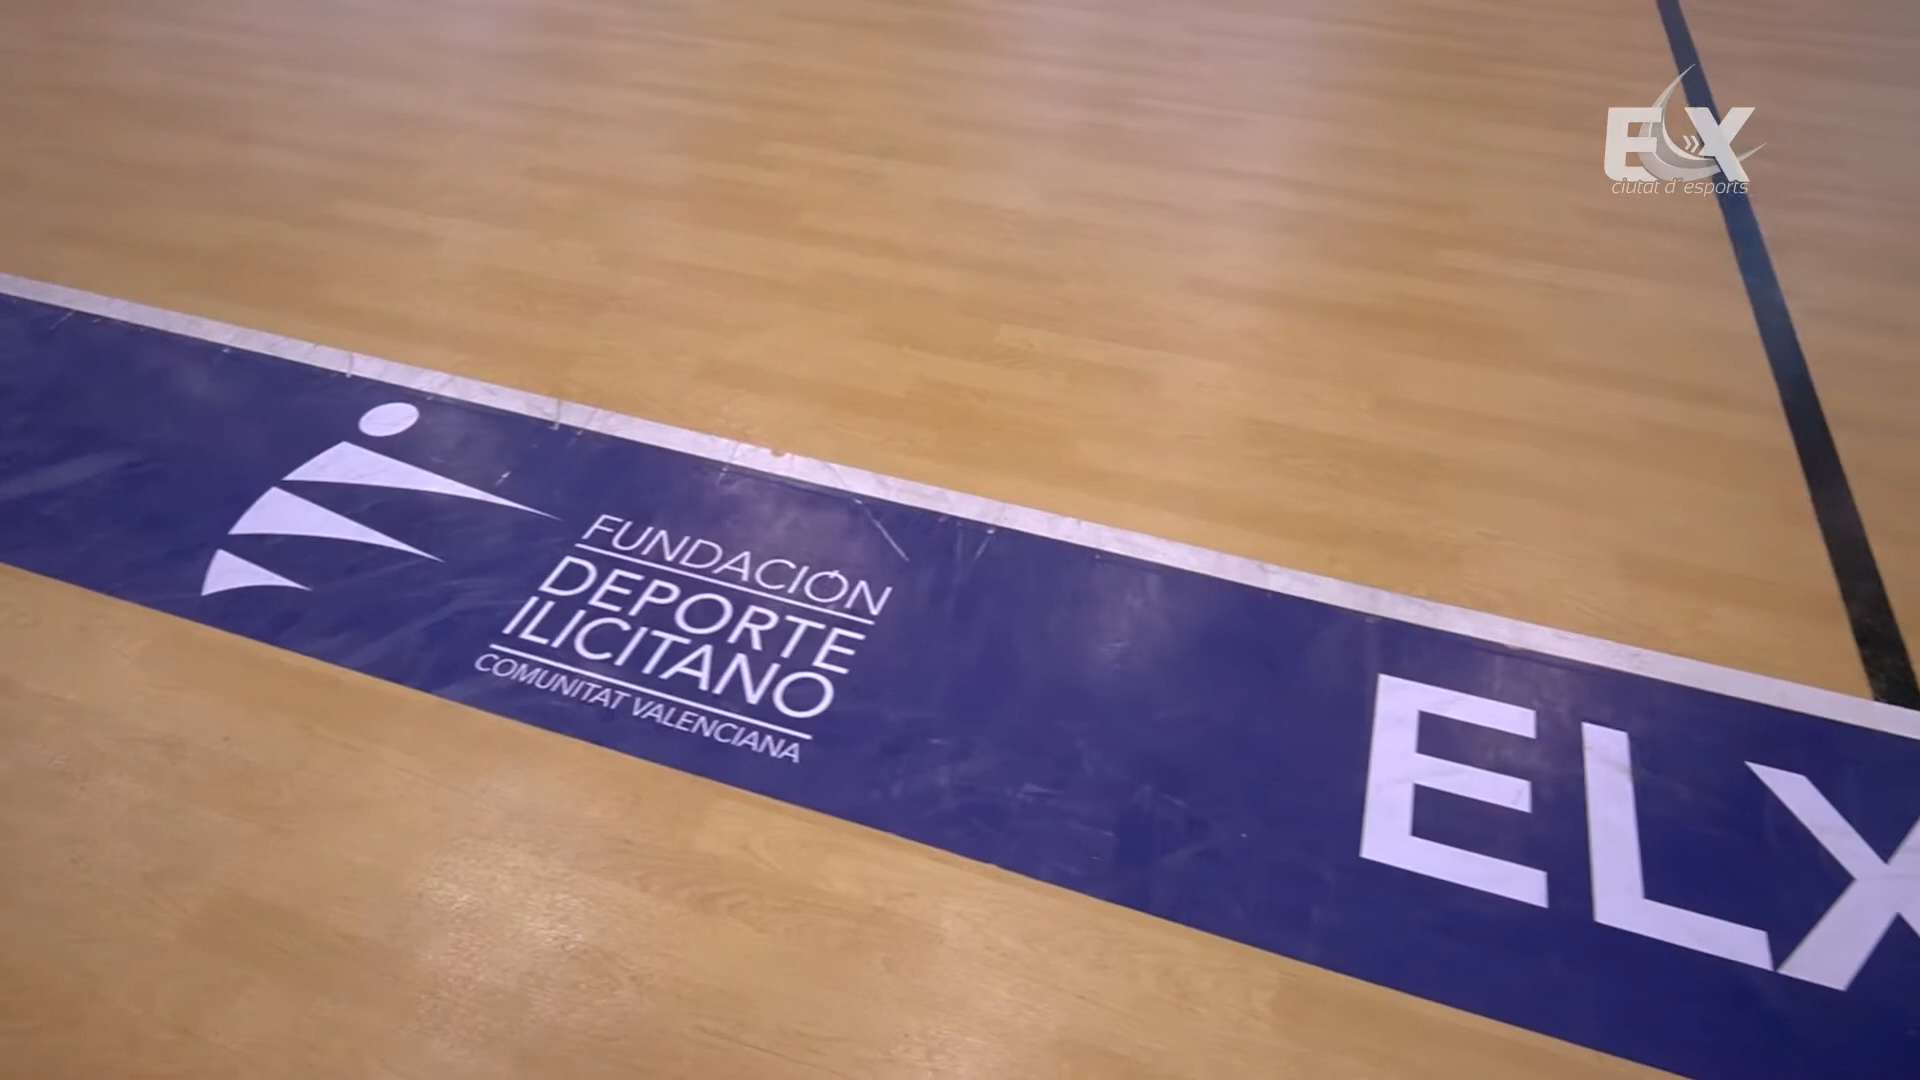 ELX
ciutat d'esports
FUNDACIÓN
DEPORTE
ILICITANO
COMUNITAT VALENCIANA
ELX